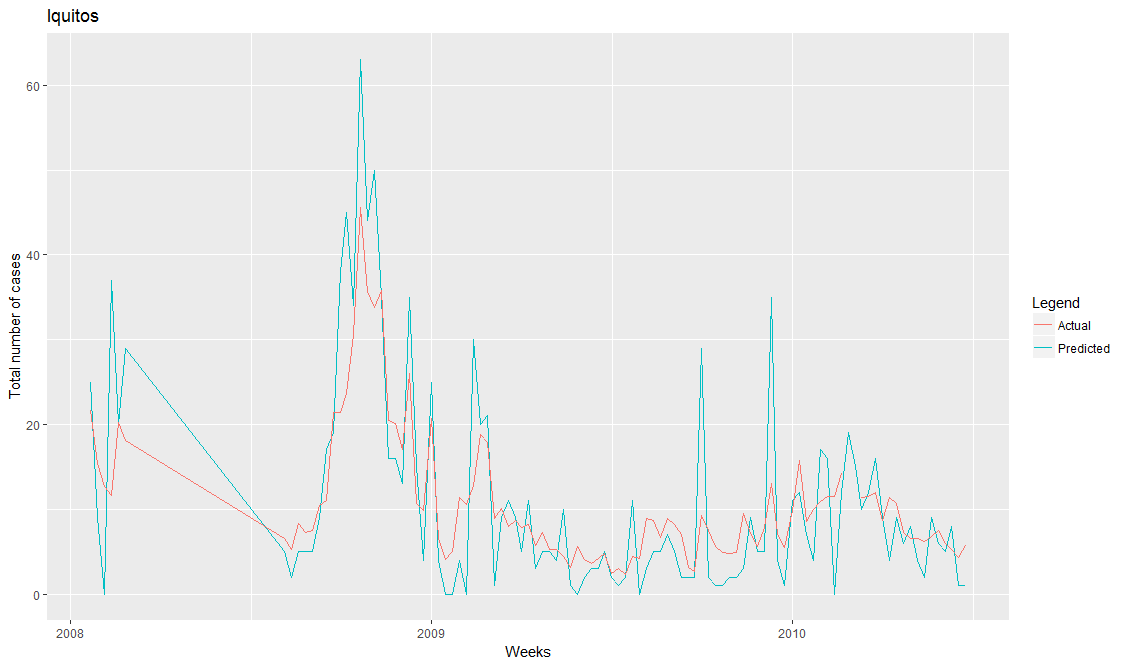 Iquitos
60
40
20
0
Total number of cases
2008
2009
2010
Weeks
Legend
Actual
Predicted